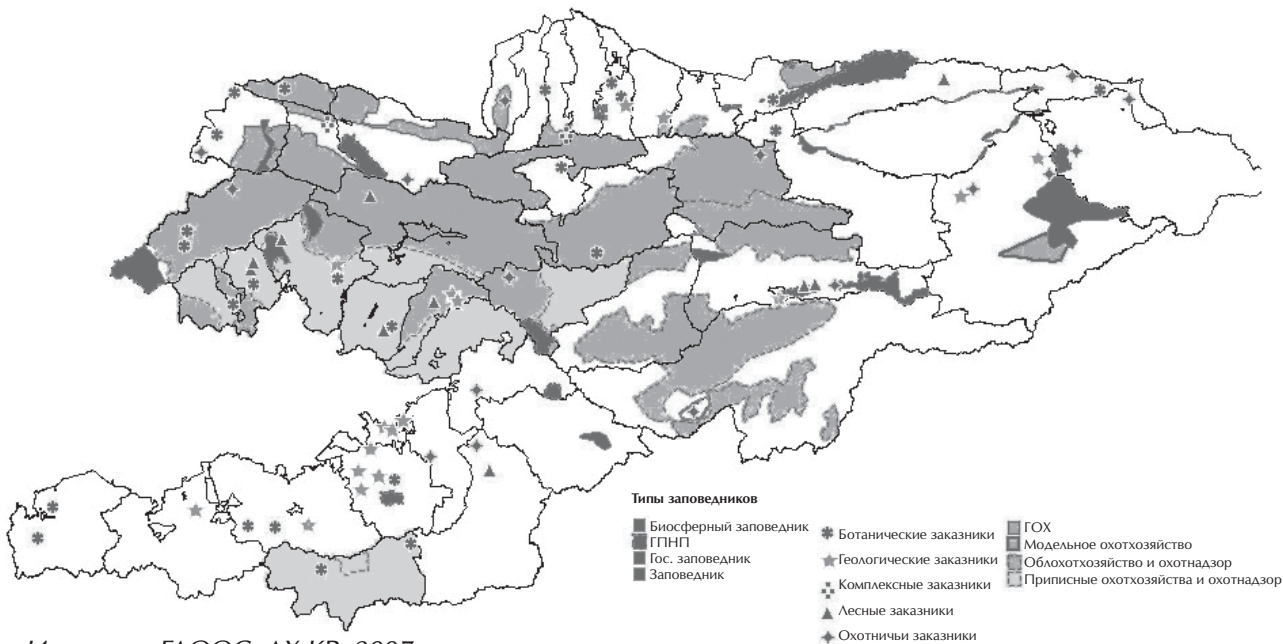 Типы заповедников
Биосферный заповедник
ГПНП
Гос. заповедник
Заповедник
Ботанические заказники
Геологические заказники
Комплексные заказники
Лесные заказники
Охотничьи заказники
ГОХ
Модельное охотхозяйство
Облохотхозяйство и охотнадзор
Приписные охотхозяйства и охотнадзор